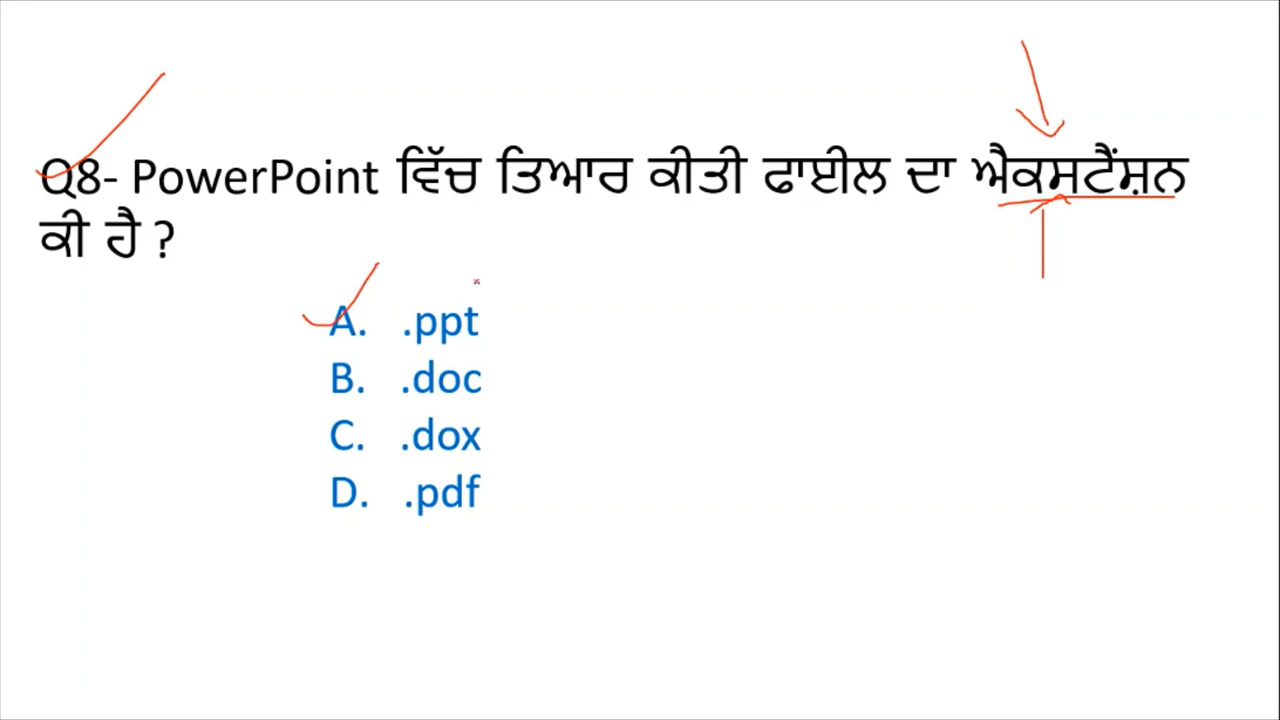 Q8- PowerPoint ਵਿੱਚ ਤਿਆਰ ਕੀਤੀ ਫਾਈਲ ਦਾ ਐਕਸਟੈਂਸ਼ਨ
ਕੀ ਹੈ ?
A. .ppt
B. .doc
C. .dox
D. .pdf